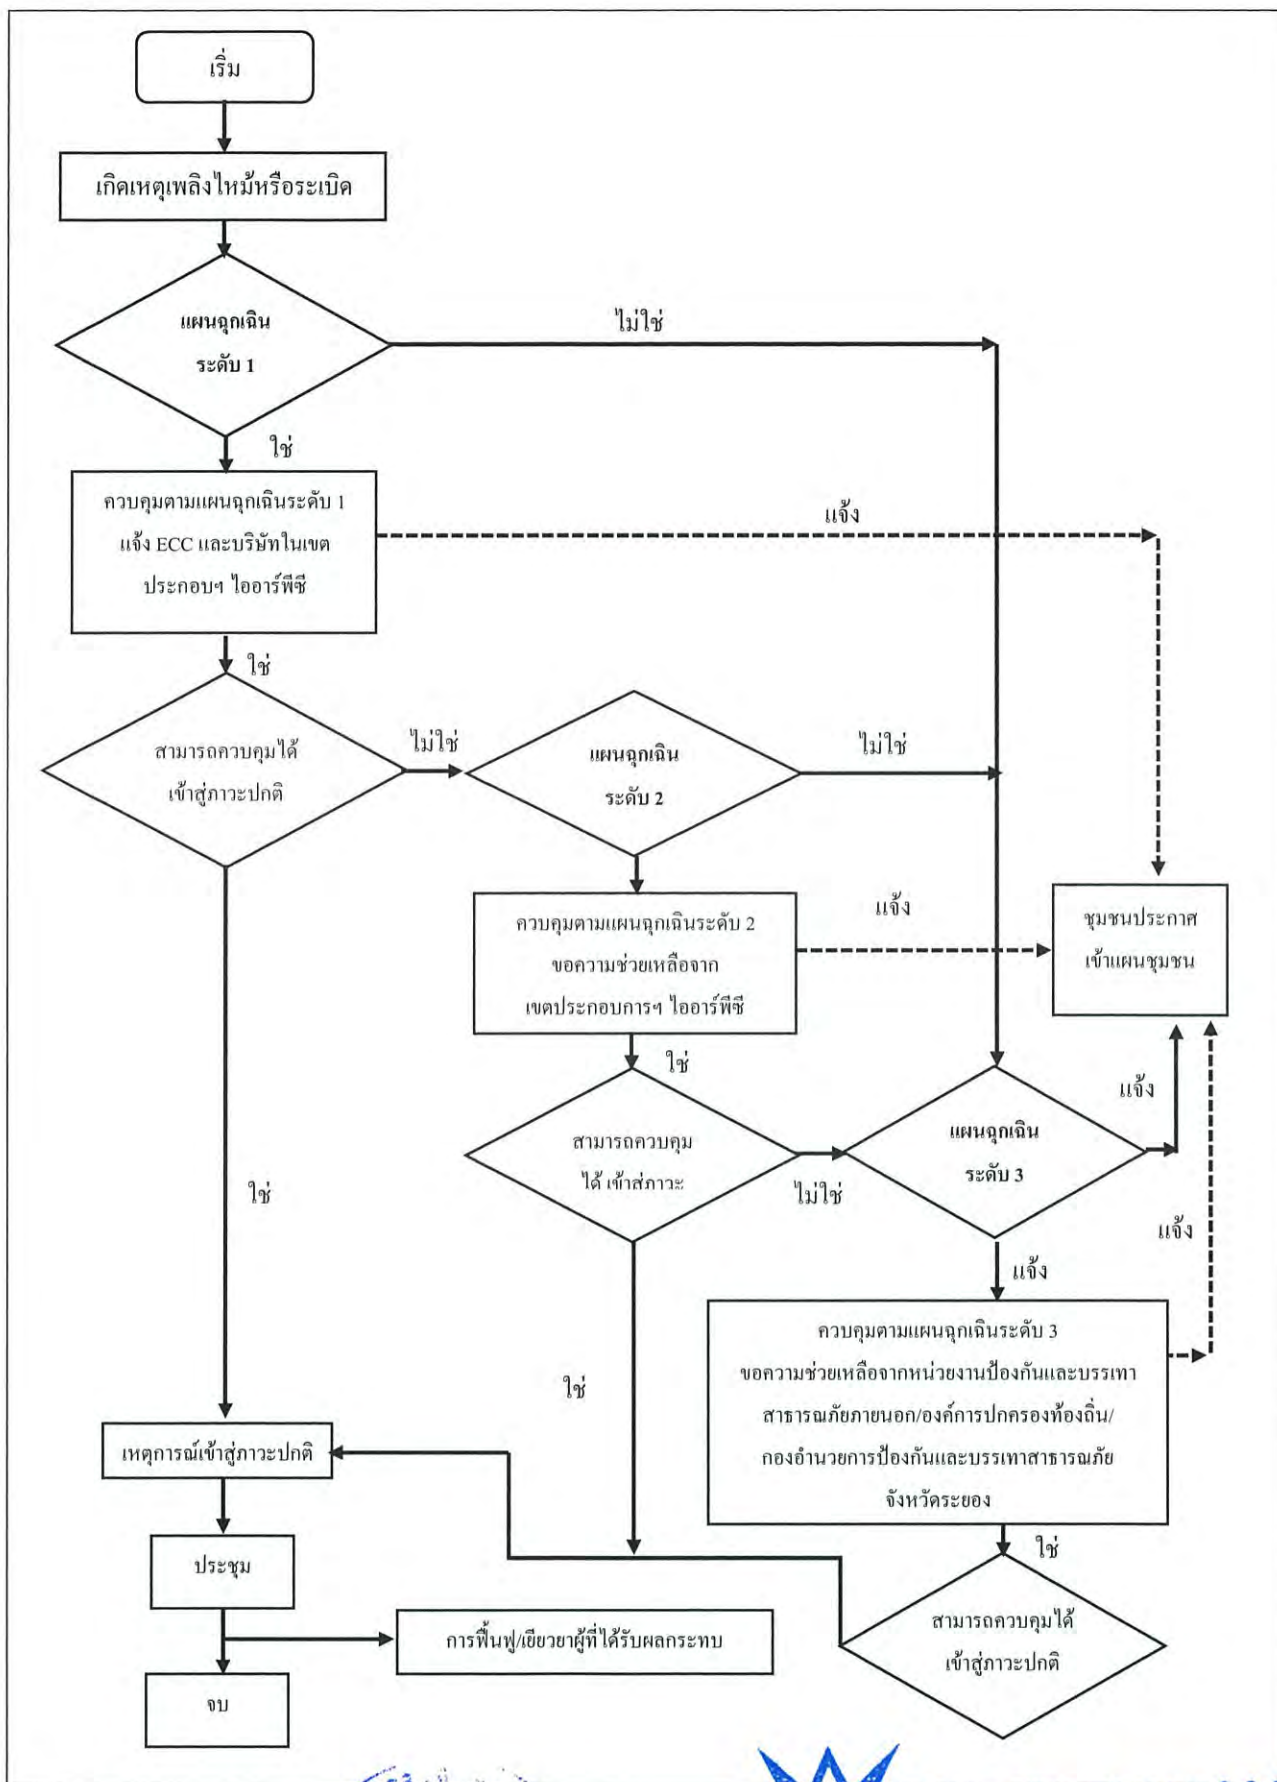 เริ่ม
เกิดเหตุเพลิงไหม้หรือระเบิด
แผนฉุกเฉิน
ระดับ 1
ไม่ใช่
ใช่
ควบคุมตามแผนฉุกเฉินระดับ 1
แจ้ง ECC และบริษัทในเขต
ประกอบฯ ไออาร์พีซี
แจ้ง
ใช่
สามารถควบคุมได้
เข้าสู่ภาวะปกติ
ไม่ใช่
แผนฉุกเฉิน
ระดับ 2
ไม่ใช่
ควบคุมตามแผนฉุกเฉินระดับ 2
ขอความช่วยเหลือจาก
เขตประกอบการฯ ไออาร์พีซี
แจ้ง
ชุมชนประกาศ
เข้าแผนชุมชน
ใช่
สามารถควบคุม
ได้ เข้าสู่ภาวะ
ไม่ใช่
แผนฉุกเฉิน
ระดับ 3
แจ้ง
แจ้ง
แจ้ง
ใช่
ควบคุมตามแผนฉุกเฉินระดับ 3
ขอความช่วยเหลือจากหน่วยงานป้องกันและบรรเทา
สาธารณภัยภายนอก/องค์การปกครองท้องถิ่น/
กองอำนวยการป้องกันและบรรเทาสาธารณภัย
จังหวัดระยอง
ใช่
ใช่
สามารถควบคุมได้
เข้าสู่ภาวะปกติ
เหตุการณ์เข้าสู่ภาวะปกติ
ประชุม
การฟื้นฟู/เยียวยาผู้ที่ได้รับผลกระทบ
จบ